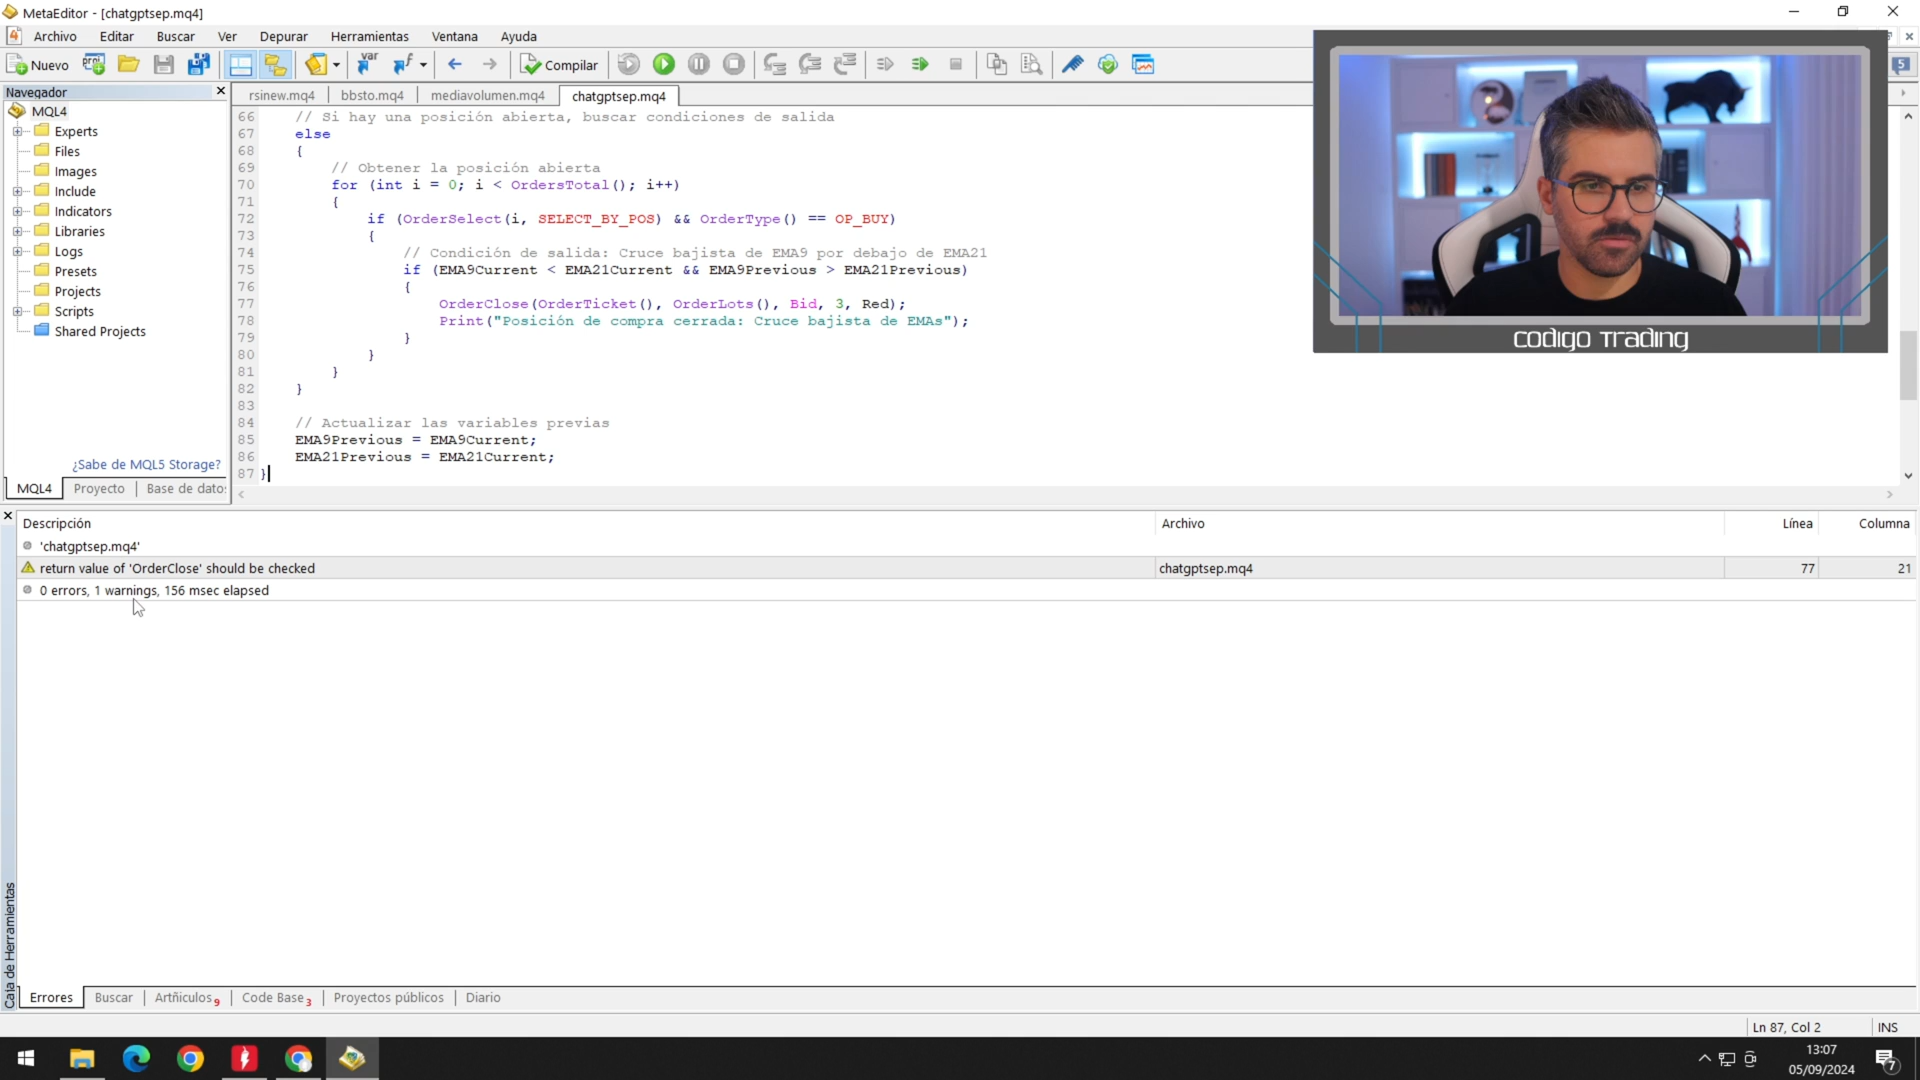 MetaEditor - [chatgptsep.mq4]
Archivo Editar Buscar Ver Depurar Herramientas Ventana Ayuda
Nuevo Compilar 5
Navegador
MQL4
Experts
Files
Images
Include
Indicators
Libraries
Logs
Presets
Projects
Scripts
Shared Projects
¿Sabe de MQL5 Storage?
MQL4 Proyecto Base de dato
rsinew.mq4 bbsto.mq4 mediavolumen.mq4 chatgptsep.mq4
66 // Si hay una posición abierta, buscar condiciones de salida
67 else
68 {
69 // Obtener la posición abierta
70 for (int i = 0; i < OrdersTotal(); i++)
71 {
72 if (OrderSelect(i, SELECT_BY_POS) && OrderType() == OP_BUY)
73 {
74 // Condición de salida: Cruce bajista de EMA9 por debajo de EMA21
75 if (EMA9Current < EMA21Current && EMA9Previous > EMA21Previous)
76 {
77 OrderClose(OrderTicket(), OrderLots(), Bid, 3, Red);
78 Print("Posición de compra cerrada: Cruce bajista de EMAs");
79 }
80 }
81 }
82 }
83
84 // Actualizar las variables previas
85 EMA9Previous = EMA9Current;
86 EMA21Previous = EMA21Current;
87 }
codigo Trading
Descripción Archivo Línea Columna
'chatgptsep.mq4'
return value of 'OrderClose' should be checked chatgptsep.mq4 77 21
0 errors, 1 warnings, 156 msec elapsed
Caja de Herramientas
Errores Buscar Artñiculos 9 Code Base 3 Proyectos públicos Diario
Ln 87, Col 2 INS
13:07
05/09/2024
7